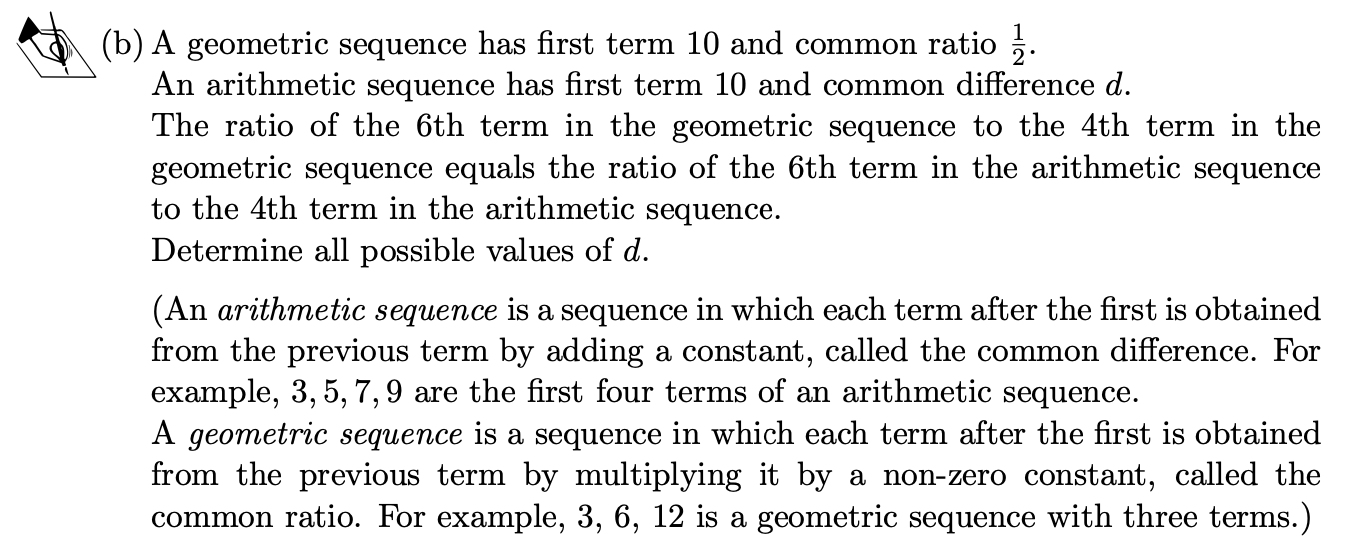 (b) A geometric sequence has first term 10 and common ratio 1/2.
An arithmetic sequence has first term 10 and common difference d.
The ratio of the 6th term in the geometric sequence to the 4th term in the
geometric sequence equals the ratio of the 6th term in the arithmetic sequence
to the 4th term in the arithmetic sequence.
Determine all possible values of d.
(An arithmetic sequence is a sequence in which each term after the first is obtained
from the previous term by adding a constant, called the common difference. For
example, 3, 5, 7, 9 are the first four terms of an arithmetic sequence.
A geometric sequence is a sequence in which each term after the first is obtained
from the previous term by multiplying it by a non-zero constant, called the
common ratio. For example, 3, 6, 12 is a geometric sequence with three terms.)